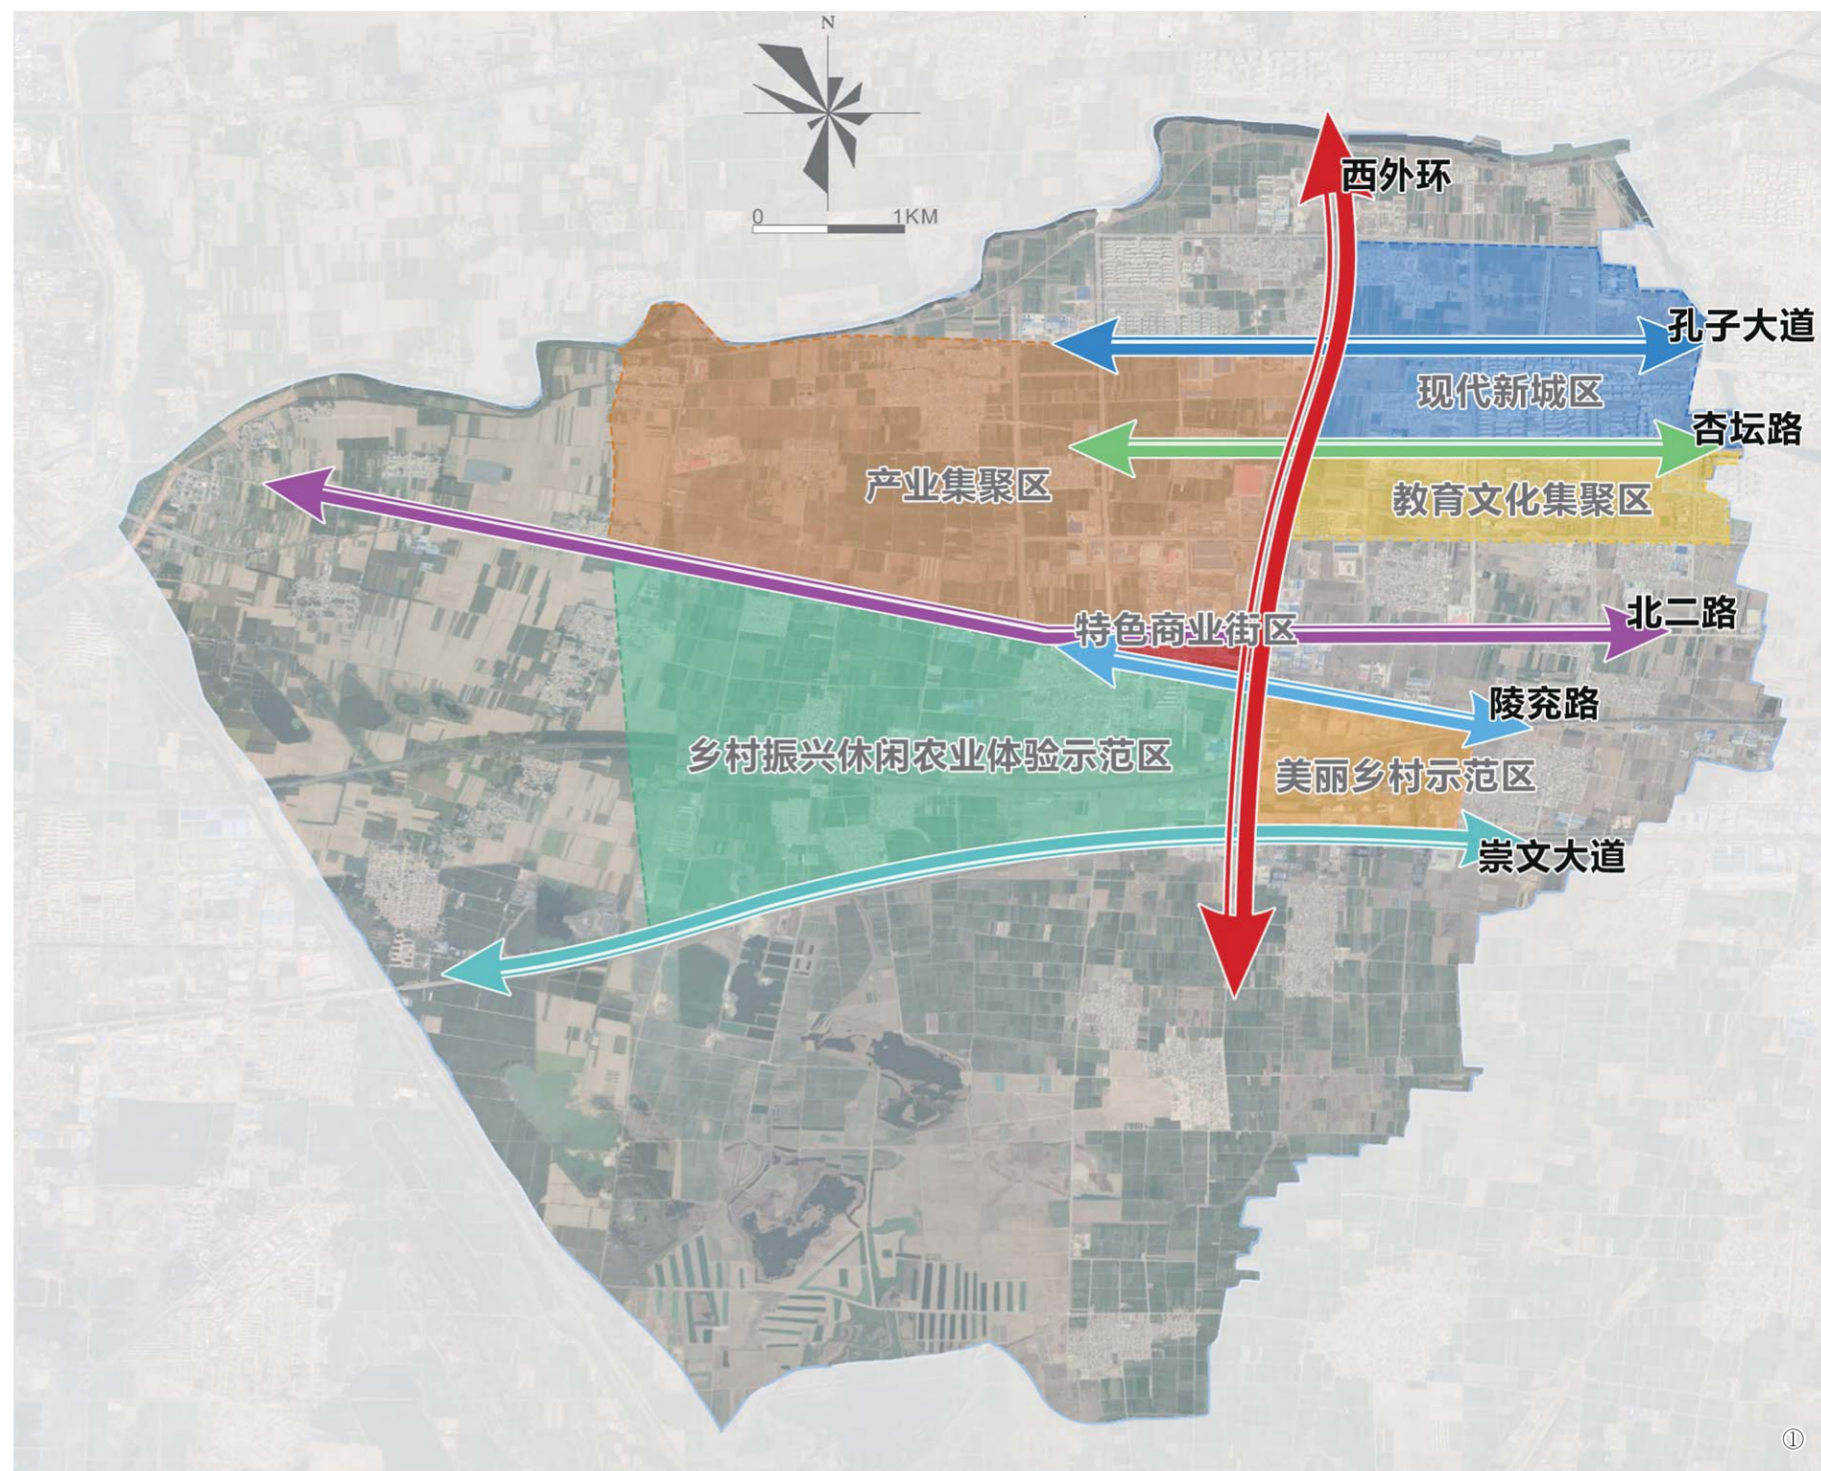 N
0 1KM
西外环
孔子大道
现代新城区
杏坛路
产业集聚区
教育文化集聚区
特色商业街区
北二路
陵兖路
乡村振兴休闲农业体验示范区
美丽乡村示范区
崇文大道
①